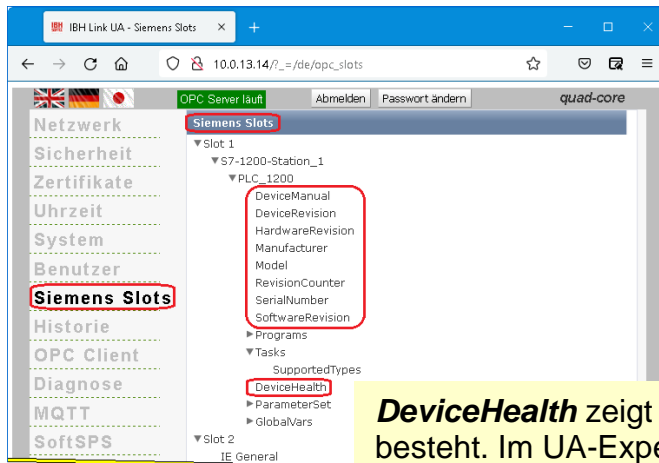 IBH Link UA - Siemens Slots
10.0.13.14/?_=/de/opc_slots
OPC Server läuft Abmelden Passwort ändern quad-core
Netzwerk
Sicherheit
Zertifikate
Uhrzeit
System
Benutzer
Siemens Slots
Historie
OPC Client
Diagnose
MQTT
SoftSPS
Siemens Slots
▼Slot 1
▼S7-1200-Station_1
▼PLC_1200
DeviceManual
DeviceRevision
HardwareRevision
Manufacturer
Model
RevisionCounter
SerialNumber
SoftwareRevision
▶Programs
▼Tasks
SupportedTypes
DeviceHealth
▶ParameterSet
▶GlobalVars
▼Slot 2
IE General
DeviceHealth zeigt
besteht. Im UA-Expe